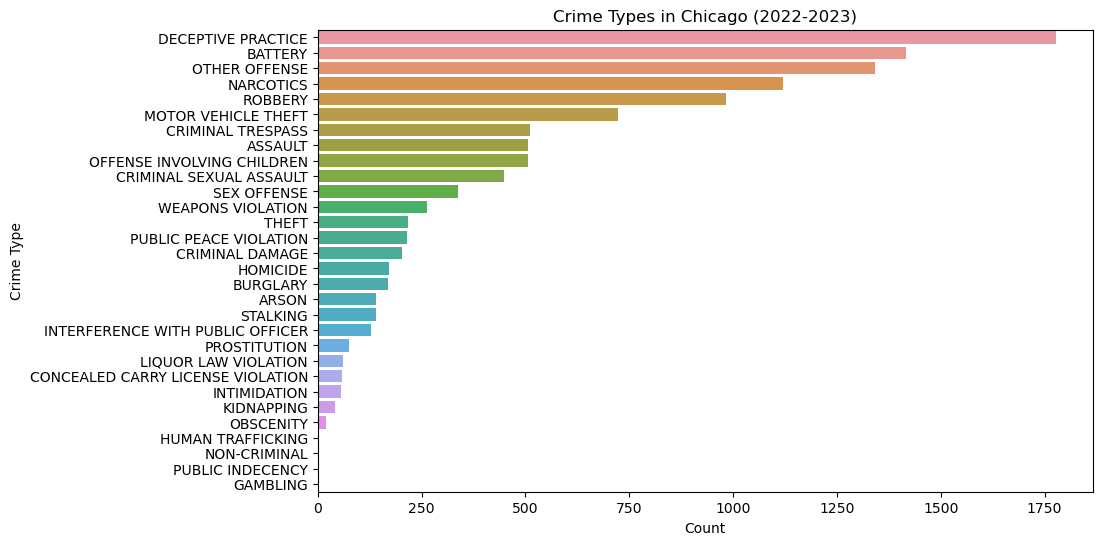 Crime Types in Chicago (2022-2023)
DECEPTIVE PRACTICE
BATTERY
OTHER OFFENSE
NARCOTICS
ROBBERY
MOTOR VEHICLE THEFT
CRIMINAL TRESPASS
ASSAULT
OFFENSE INVOLVING CHILDREN
CRIMINAL SEXUAL ASSAULT
SEX OFFENSE
WEAPONS VIOLATION
THEFT
PUBLIC PEACE VIOLATION
CRIMINAL DAMAGE
HOMICIDE
BURGLARY
ARSON
STALKING
INTERFERENCE WITH PUBLIC OFFICER
PROSTITUTION
LIQUOR LAW VIOLATION
CONCEALED CARRY LICENSE VIOLATION
INTIMIDATION
KIDNAPPING
OBSCENITY
HUMAN TRAFFICKING
NON-CRIMINAL
PUBLIC INDECENCY
GAMBLING
Crime Type
0 250 500 750 1000 1250 1500 1750
Count